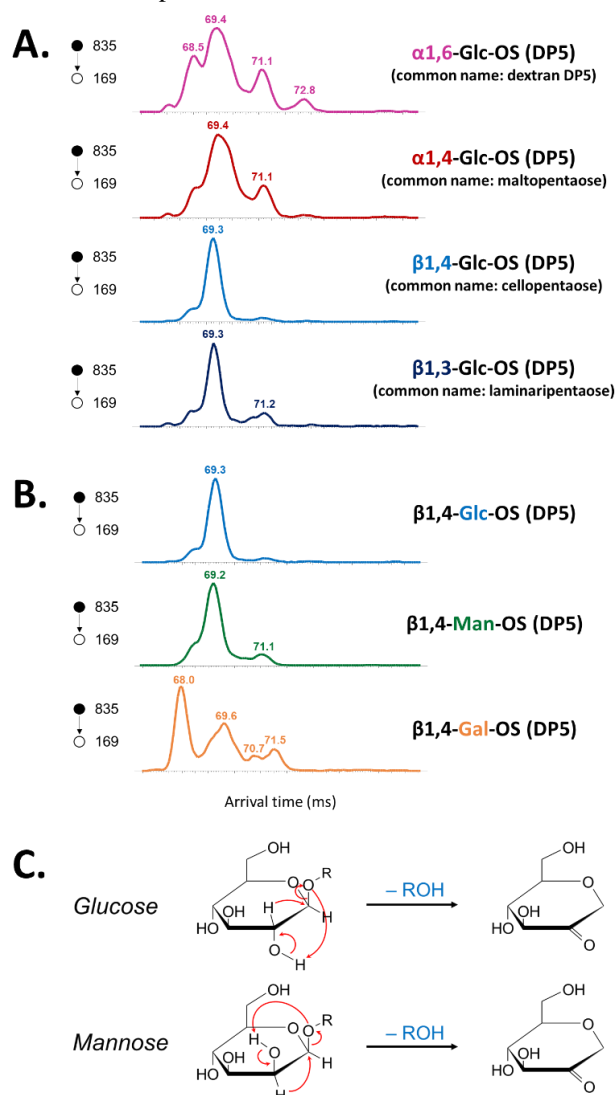 A.
835
169
68.5
69.4
71.1
72.8
α1,6-Glc-OS (DP5)
(common name: dextran DP5)
835
169
69.4
71.1
α1,4-Glc-OS (DP5)
(common name: maltopentaose)
835
169
69.3
β1,4-Glc-OS (DP5)
(common name: cellopentaose)
835
169
69.3
71.2
β1,3-Glc-OS (DP5)
(common name: laminaripentaose)
B.
835
169
69.3
β1,4-Glc-OS (DP5)
835
169
69.2
71.1
β1,4-Man-OS (DP5)
835
169
68.0
69.6
70.7
71.5
β1,4-Gal-OS (DP5)
Arrival time (ms)
C.
Glucose
OH
O
O
R
H
H
HO
OH
O
H
– ROH
OH
O
HO
OH
O
Mannose
OH
H
O
O
R
O
HO
OH
H
H
– ROH
OH
O
HO
OH
O